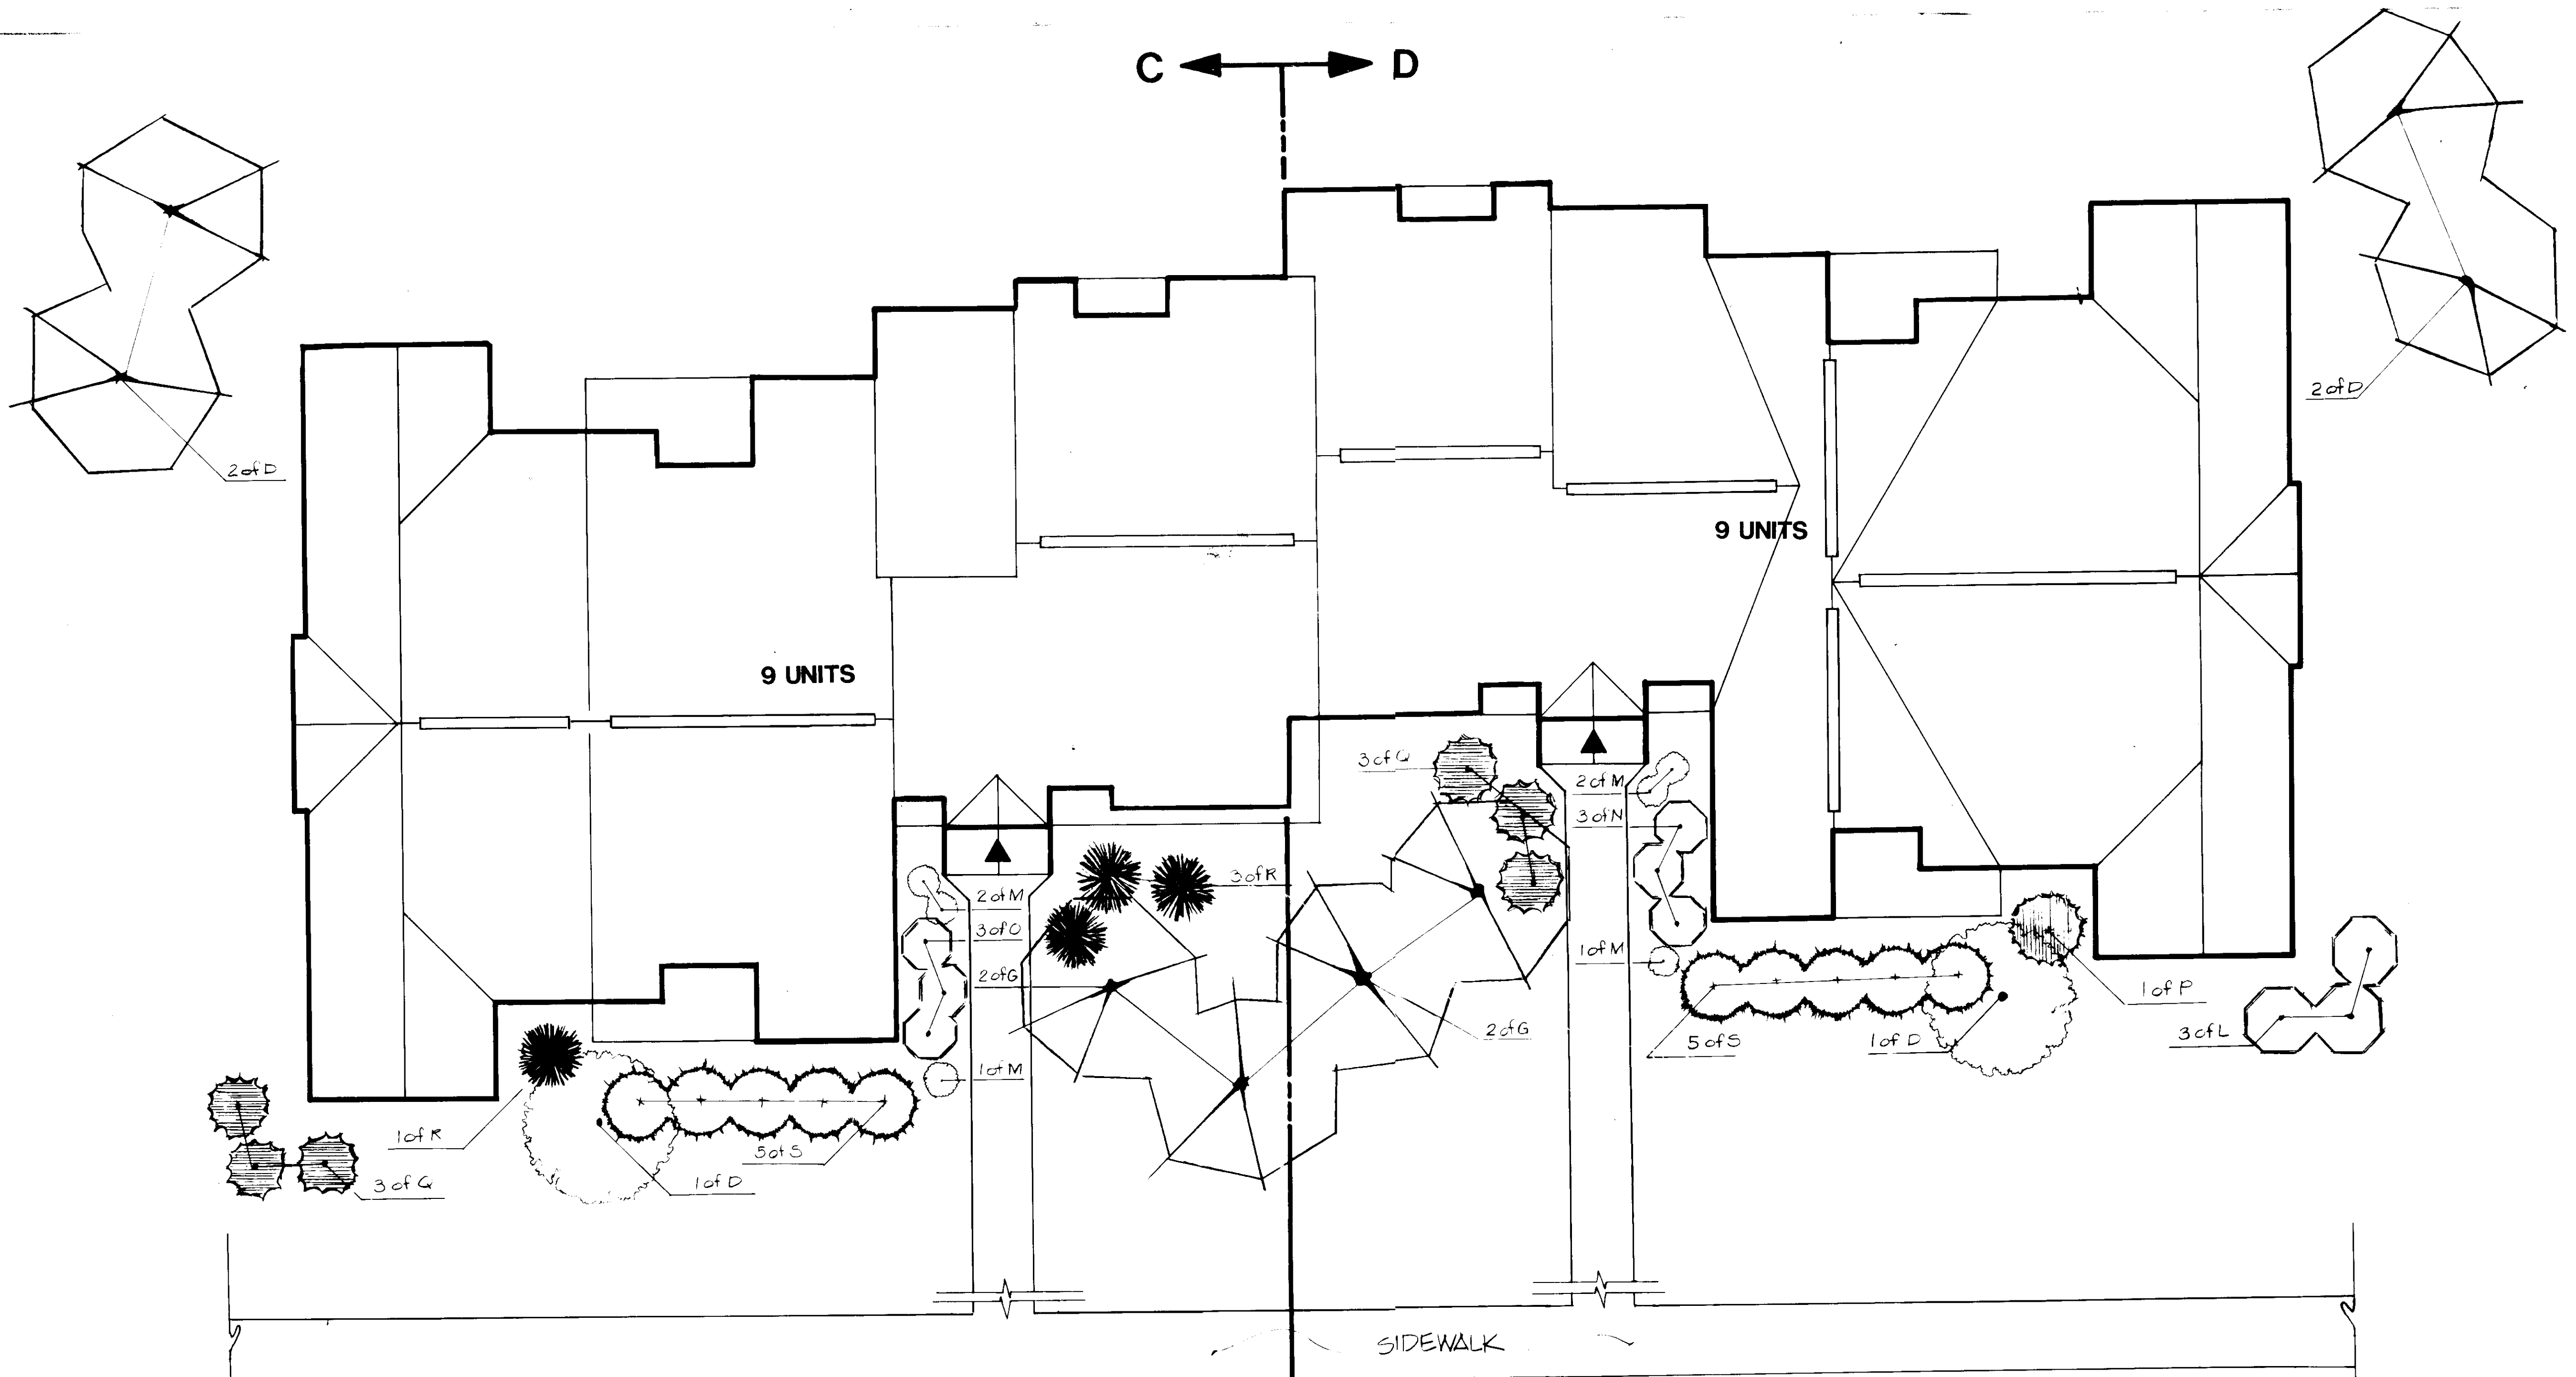 C D
2 of D
2 of D
9 UNITS
9 UNITS
3 of Q
2 of M
3 of N
3 of R
2 of M
3 of O
1 of M
2 of G
1 of P
2 of G
5 of S
1 of D
3 of L
1 of M
1 of R
5 of S
3 of Q
1 of D
SIDEWALK